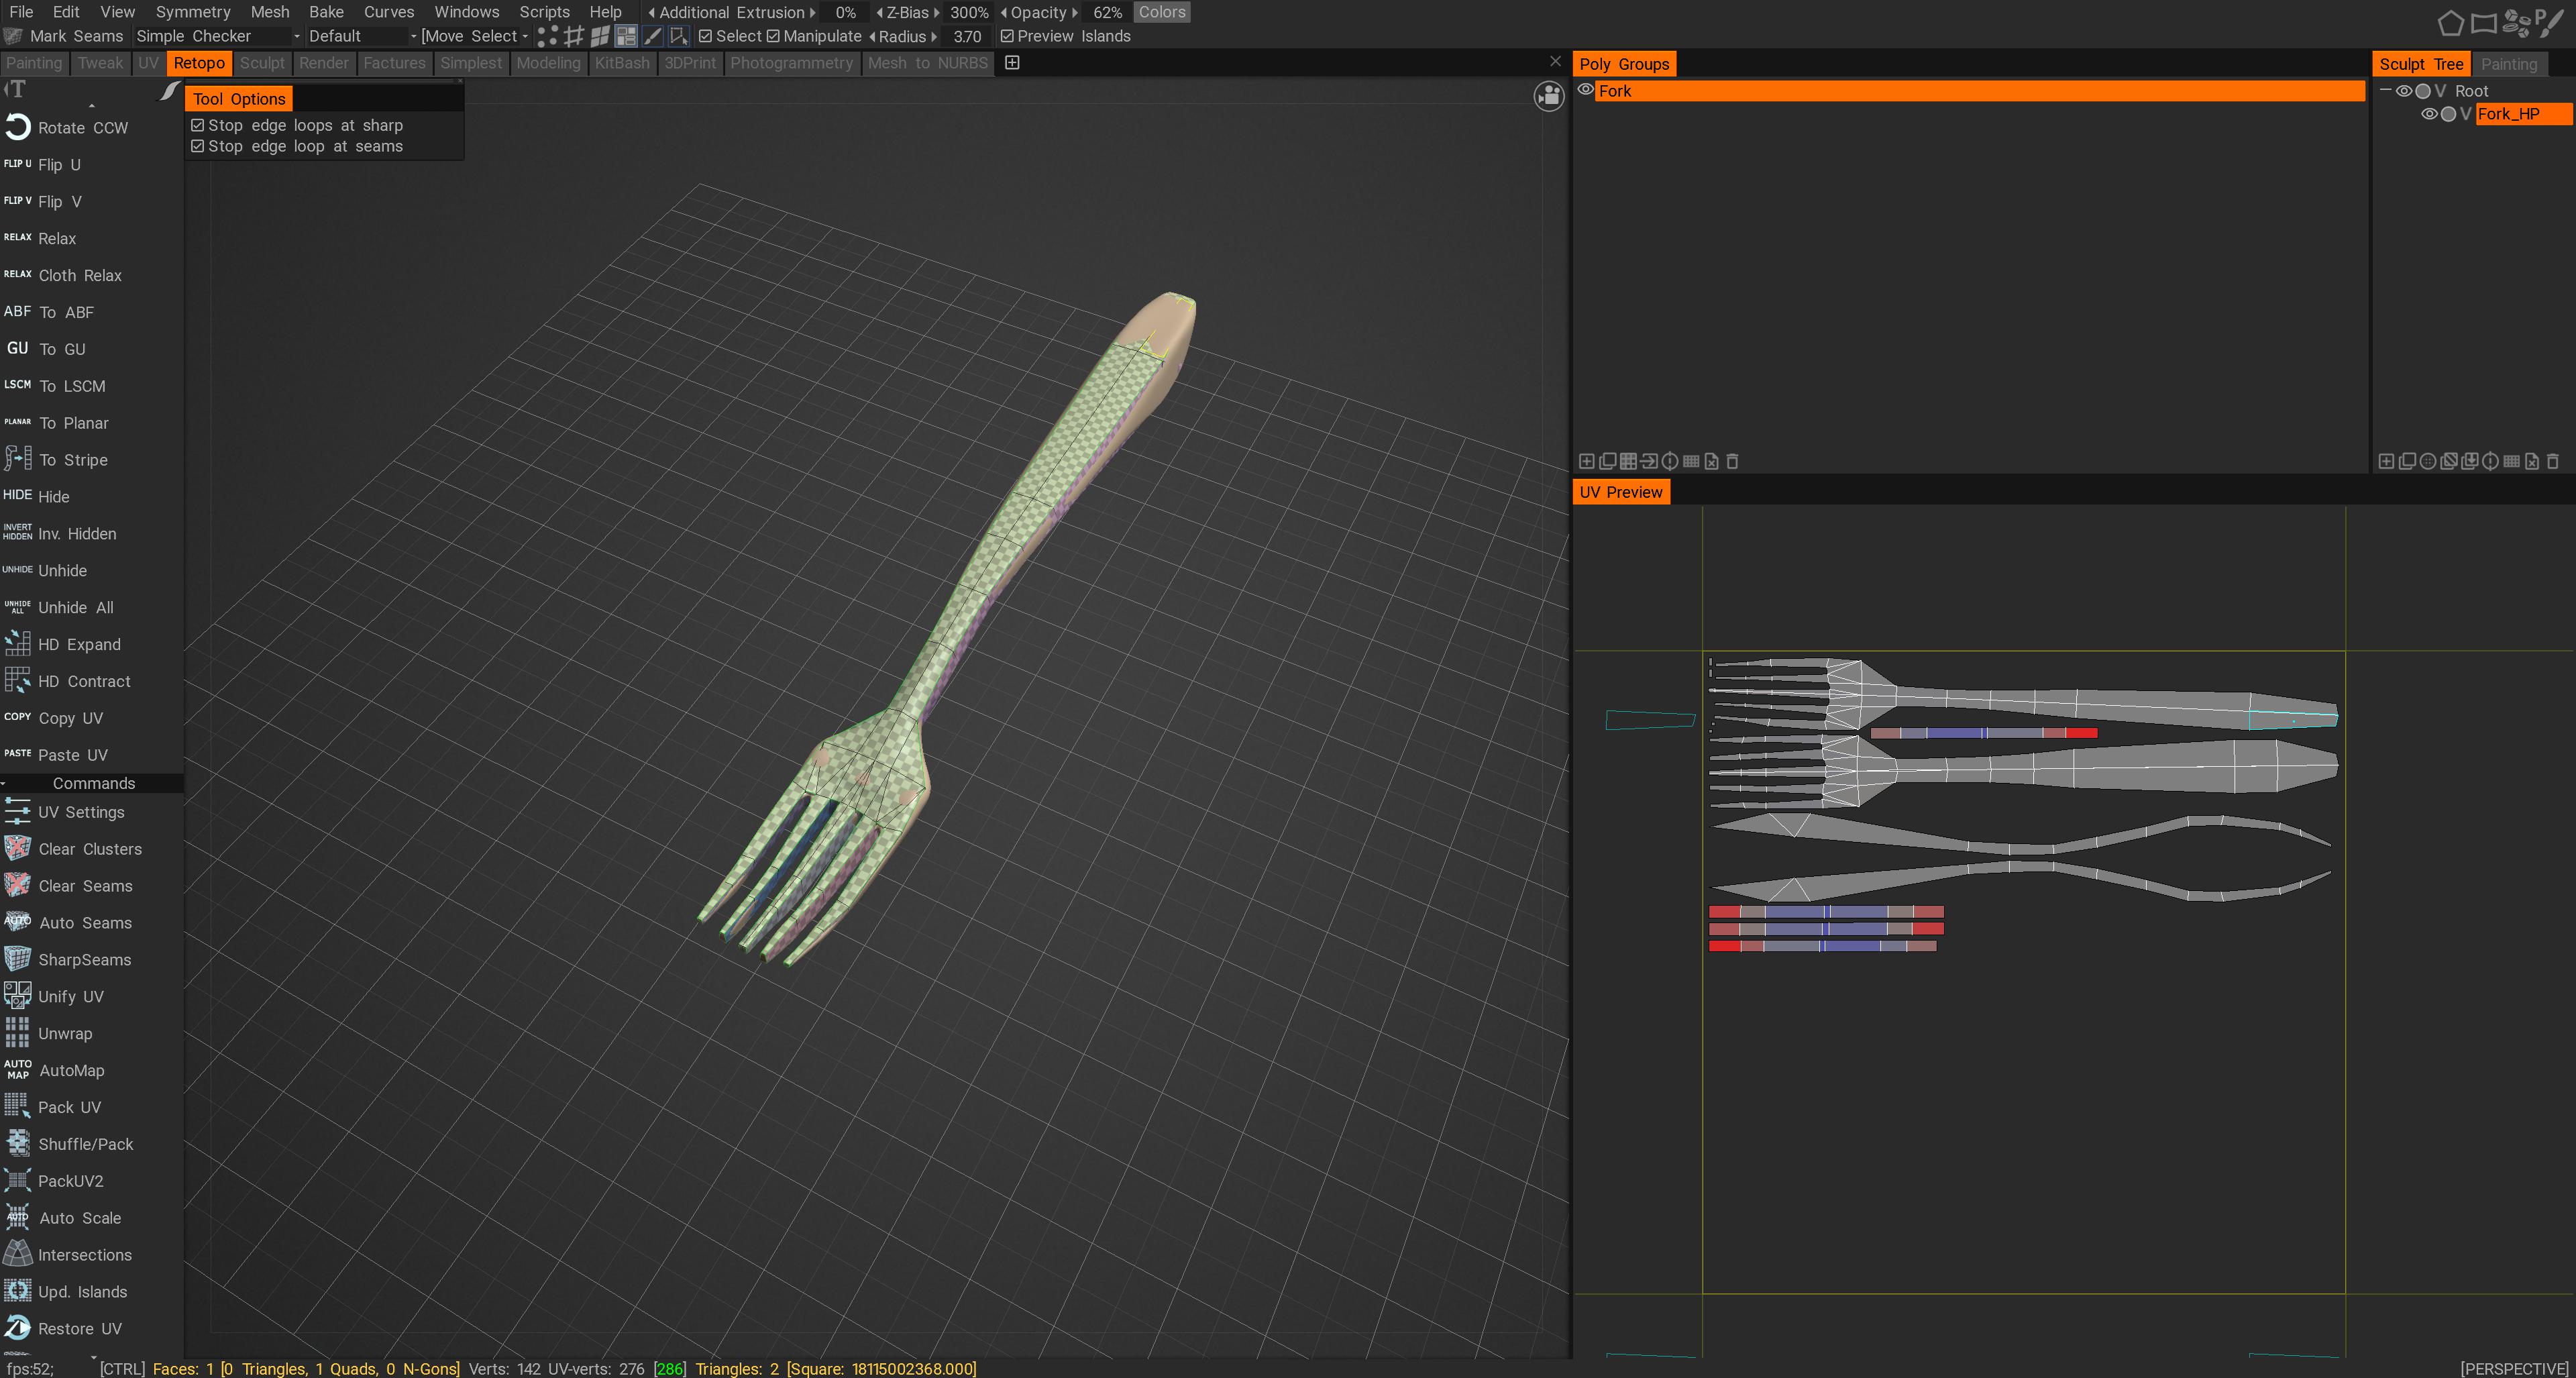 File Edit View Symmetry Mesh Bake Curves Windows Scripts Help Additional Extrusion 0% Z-Bias 300% Opacity 62% Colors
Mark Seams Simple Checker Default [Move Select Select Manipulate Radius 3.70 Preview Islands
Painting Tweak UV Retopo Sculpt Render Factures Simplest Modeling KitBash 3DPrint Photogrammetry Mesh to NURBS
Tool Options
Stop edge loops at sharp
Stop edge loop at seams
T
Rotate CCW
FLIP U Flip U
FLIP V Flip V
RELAX Relax
RELAX Cloth Relax
ABF To ABF
GU To GU
LSCM To LSCM
PLANAR To Planar
To Stripe
HIDE Hide
INVERT HIDDEN Inv. Hidden
UNHIDE Unhide
UNHIDE ALL Unhide All
HD Expand
HD Contract
COPY Copy UV
PASTE Paste UV
Commands
UV Settings
Clear Clusters
Clear Seams
AUTO Auto Seams
SharpSeams
Unify UV
Unwrap
AUTO MAP AutoMap
Pack UV
Shuffle/Pack
PackUV2
AUTO Auto Scale
Intersections
Upd. Islands
Restore UV
Poly Groups
Fork
Sculpt Tree Painting
V Root
V Fork_HP
UV Preview
fps:52; [CTRL] Faces: 1 [0 Triangles, 1 Quads, 0 N-Gons] Verts: 142 UV-verts: 276 [286] Triangles: 2 [Square: 18115002368.000] [PERSPECTIVE]